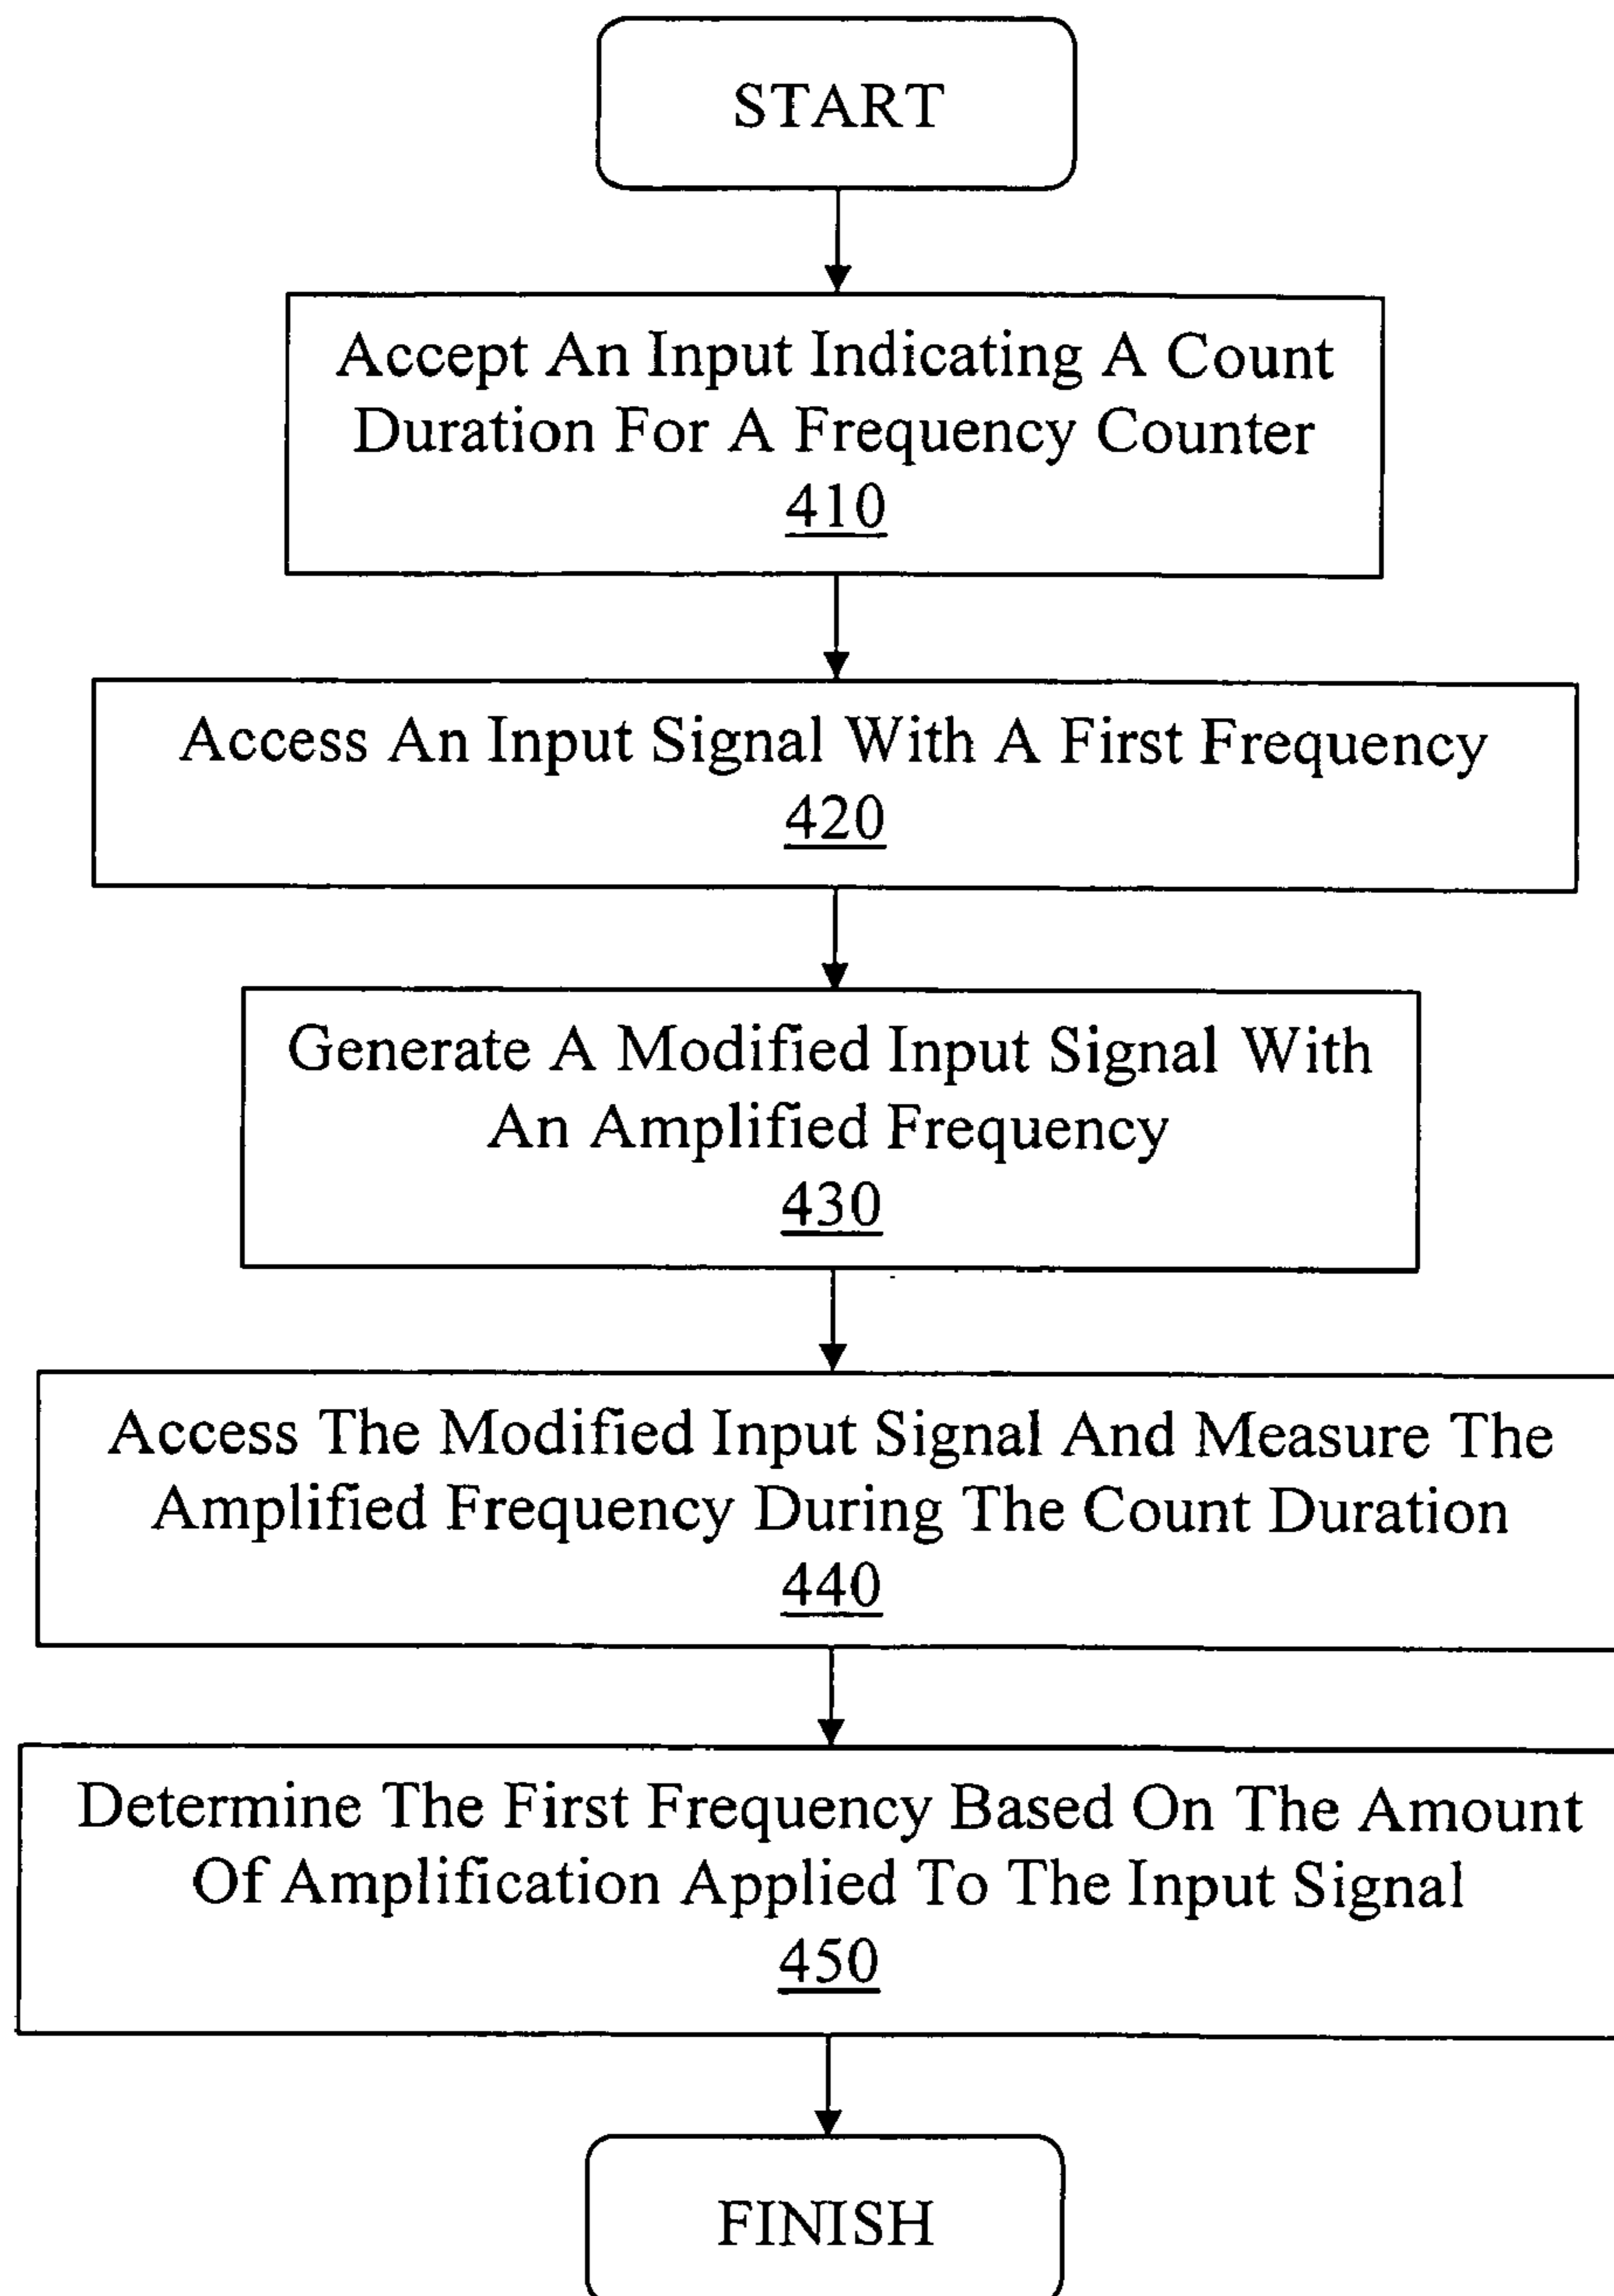 START
Accept An Input Indicating A Count
Duration For A Frequency Counter
410
Access An Input Signal With A First Frequency
420
Generate A Modified Input Signal With
An Amplified Frequency
430
Access The Modified Input Signal And Measure The
Amplified Frequency During The Count Duration
440
Determine The First Frequency Based On The Amount
Of Amplification Applied To The Input Signal
450
FINISH